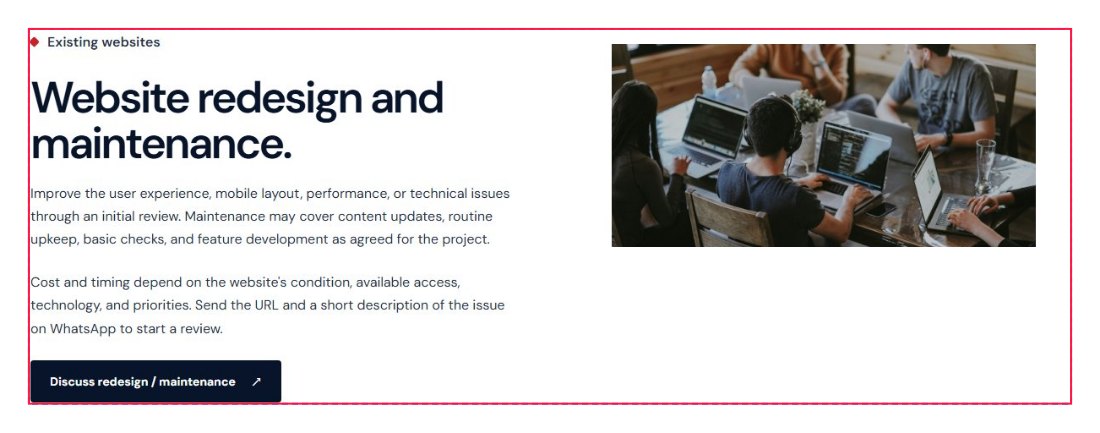 Existing websites
Website redesign and
maintenance.
Improve the user experience, mobile layout, performance, or technical issues
through an initial review. Maintenance may cover content updates, routine
upkeep, basic checks, and feature development as agreed for the project.
Cost and timing depend on the website's condition, available access,
technology, and priorities. Send the URL and a short description of the issue
on WhatsApp to start a review.
Discuss redesign / maintenance ↗